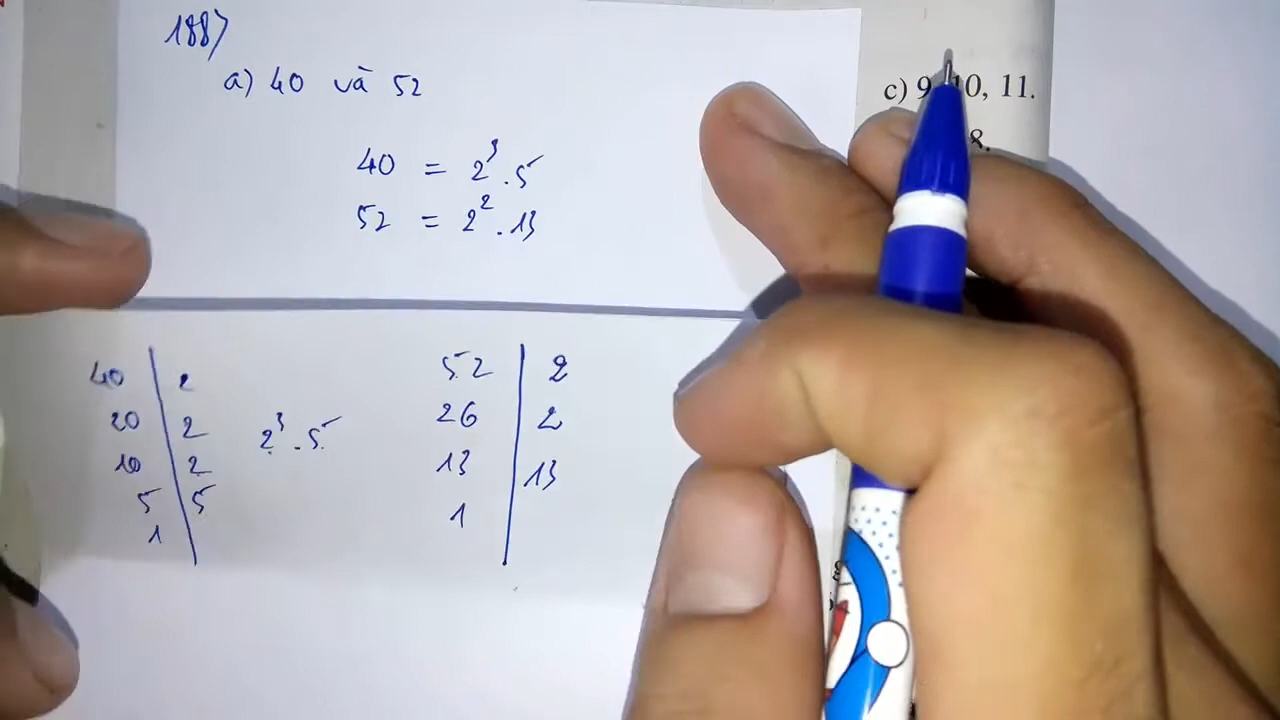 188)
a) 40 và 52
40 = 2³.5
52 = 2².13
c) 9, 10, 11.
8.
40 | 2
20 | 2
10 | 2
5 | 5
1
2³.5
52 | 2
26 | 2
13 | 13
1